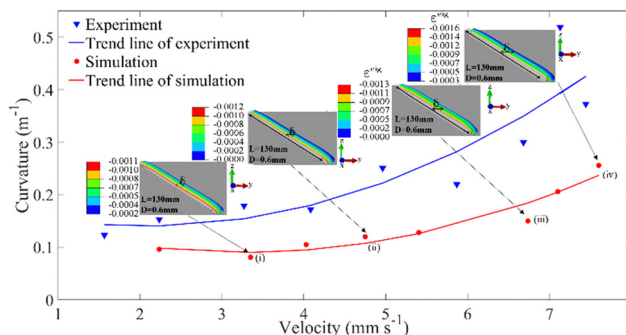 Experiment
Trend line of experiment
Simulation
Trend line of simulation
-0.0011
-0.0010
-0.0008
-0.0007
-0.0005
-0.0004
-0.0002
δ
L=130mm
D=0.6mm
z
y
x
-0.0012
-0.0010
-0.0008
-0.0006
-0.0004
-0.0002
-0.0000
δ
L=130mm
D=0.6mm
z
y
x
-0.0013
-0.0011
-0.0009
-0.0007
-0.0004
-0.0002
-0.0000
δ
L=130mm
D=0.6mm
z
y
x
-0.0016
-0.0014
-0.0012
-0.0009
-0.0007
-0.0005
-0.0003
δ
L=130mm
D=0.6mm
z
y
x
(i)
(ii)
(iii)
(iv)
0.5
0.4
0.3
0.2
0.1
0
Curvature (m⁻¹)
1 2 3 4 5 6 7 8
Velocity (mm s⁻¹)